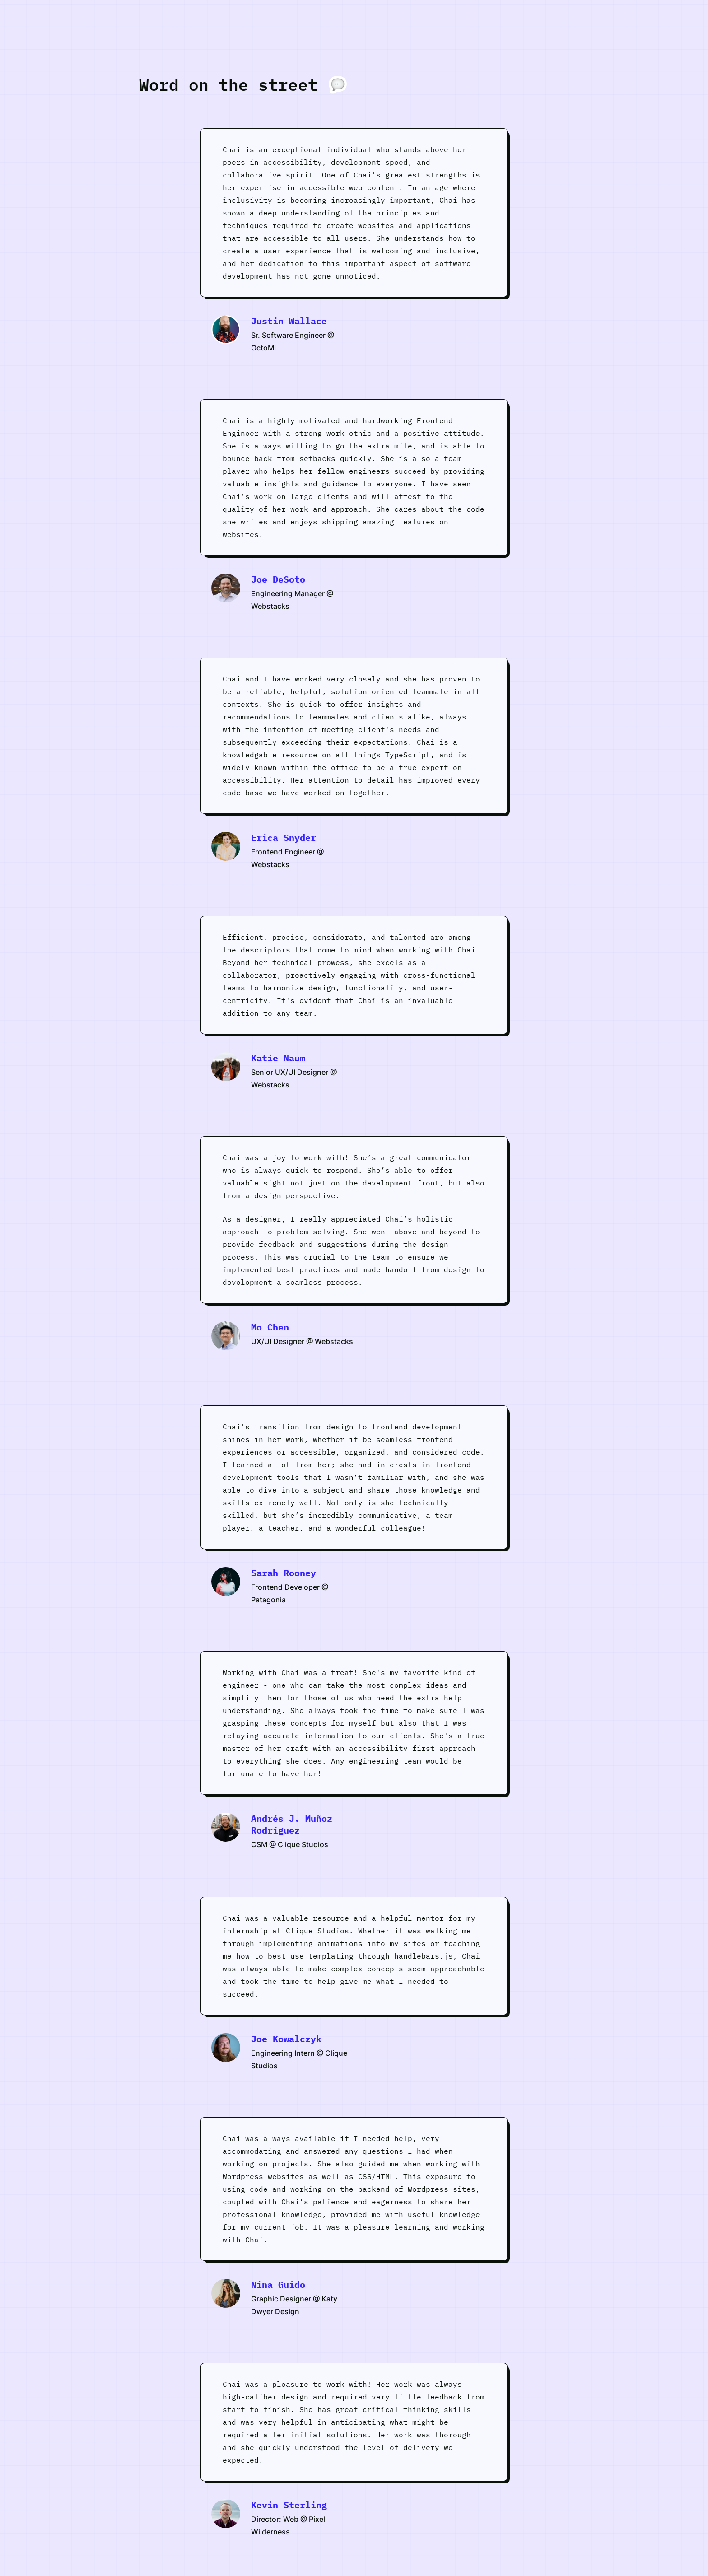 Word on the street
Chai is an exceptional individual who stands above her
peers in accessibility, development speed, and
collaborative spirit. One of Chai's greatest strengths is
her expertise in accessible web content. In an age where
inclusivity is becoming increasingly important, Chai has
shown a deep understanding of the principles and
techniques required to create websites and applications
that are accessible to all users. She understands how to
create a user experience that is welcoming and inclusive,
and her dedication to this important aspect of software
development has not gone unnoticed.
Justin Wallace
Sr. Software Engineer @
OctoML
Chai is a highly motivated and hardworking Frontend
Engineer with a strong work ethic and a positive attitude.
She is always willing to go the extra mile, and is able to
bounce back from setbacks quickly. She is also a team
player who helps her fellow engineers succeed by providing
valuable insights and guidance to everyone. I have seen
Chai's work on large clients and will attest to the
quality of her work and approach. She cares about the code
she writes and enjoys shipping amazing features on
websites.
Joe DeSoto
Engineering Manager @
Webstacks
Chai and I have worked very closely and she has proven to
be a reliable, helpful, solution oriented teammate in all
contexts. She is quick to offer insights and
recommendations to teammates and clients alike, always
with the intention of meeting client's needs and
subsequently exceeding their expectations. Chai is a
knowledgable resource on all things TypeScript, and is
widely known within the office to be a true expert on
accessibility. Her attention to detail has improved every
code base we have worked on together.
Erica Snyder
Frontend Engineer @
Webstacks
Efficient, precise, considerate, and talented are among
the descriptors that come to mind when working with Chai.
Beyond her technical prowess, she excels as a
collaborator, proactively engaging with cross-functional
teams to harmonize design, functionality, and user-
centricity. It's evident that Chai is an invaluable
addition to any team.
Katie Naum
Senior UX/UI Designer @
Webstacks
Chai was a joy to work with! She’s a great communicator
who is always quick to respond. She’s able to offer
valuable sight not just on the development front, but also
from a design perspective.
As a designer, I really appreciated Chai’s holistic
approach to problem solving. She went above and beyond to
provide feedback and suggestions during the design
process. This was crucial to the team to ensure we
implemented best practices and made handoff from design to
development a seamless process.
Mo Chen
UX/UI Designer @ Webstacks
Chai's transition from design to frontend development
shines in her work, whether it be seamless frontend
experiences or accessible, organized, and considered code.
I learned a lot from her; she had interests in frontend
development tools that I wasn’t familiar with, and she was
able to dive into a subject and share those knowledge and
skills extremely well. Not only is she technically
skilled, but she’s incredibly communicative, a team
player, a teacher, and a wonderful colleague!
Sarah Rooney
Frontend Developer @
Patagonia
Working with Chai was a treat! She's my favorite kind of
engineer - one who can take the most complex ideas and
simplify them for those of us who need the extra help
understanding. She always took the time to make sure I was
grasping these concepts for myself but also that I was
relaying accurate information to our clients. She's a true
master of her craft with an accessibility-first approach
to everything she does. Any engineering team would be
fortunate to have her!
Andrés J. Muñoz
Rodriguez
CSM @ Clique Studios
Chai was a valuable resource and a helpful mentor for my
internship at Clique Studios. Whether it was walking me
through implementing animations into my sites or teaching
me how to best use templating through handlebars.js, Chai
was always able to make complex concepts seem approachable
and took the time to help give me what I needed to
succeed.
Joe Kowalczyk
Engineering Intern @ Clique
Studios
Chai was always available if I needed help, very
accommodating and answered any questions I had when
working on projects. She also guided me when working with
Wordpress websites as well as CSS/HTML. This exposure to
using code and working on the backend of Wordpress sites,
coupled with Chai’s patience and eagerness to share her
professional knowledge, provided me with useful knowledge
for my current job. It was a pleasure learning and working
with Chai.
Nina Guido
Graphic Designer @ Katy
Dwyer Design
Chai was a pleasure to work with! Her work was always
high-caliber design and required very little feedback from
start to finish. She has great critical thinking skills
and was very helpful in anticipating what might be
required after initial solutions. Her work was thorough
and she quickly understood the level of delivery we
expected.
Kevin Sterling
Director: Web @ Pixel
Wilderness